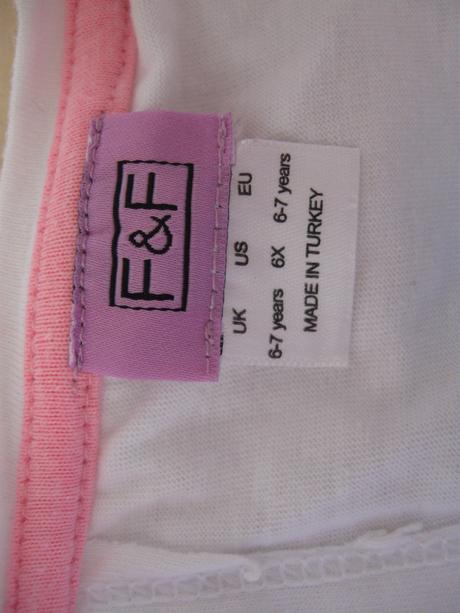 F&F
UK US EU
6-7 years 6X 6-7 years
MADE IN TURKEY